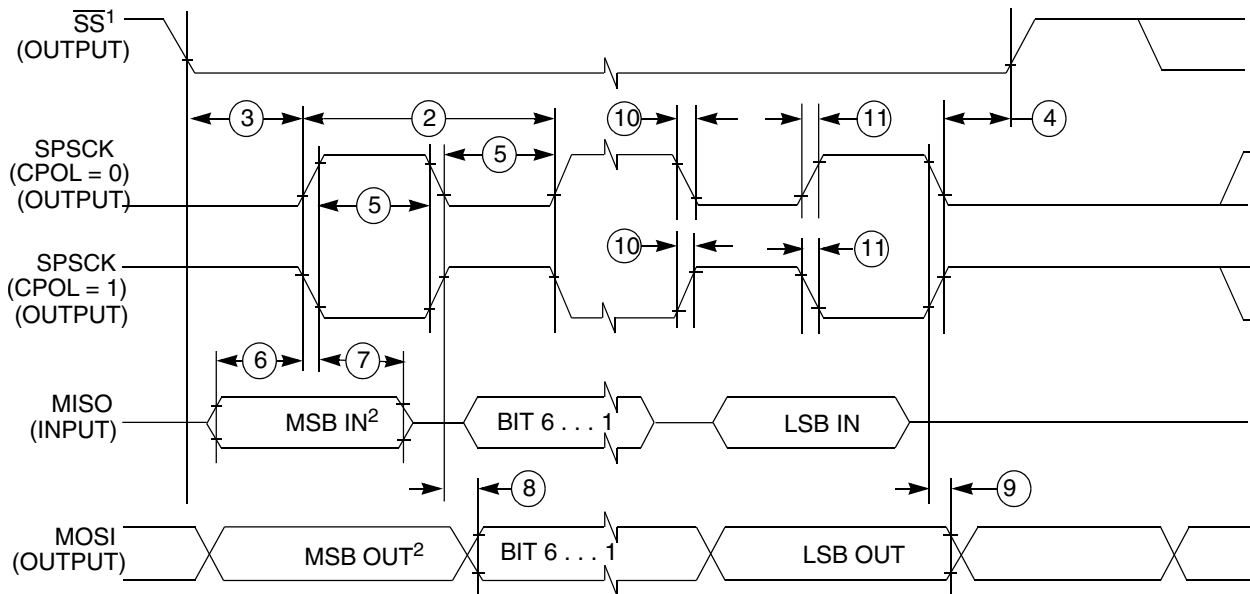 SS1
(OUTPUT)
3
2
10
11
4
SPSCK
(CPOL = 0)
(OUTPUT)
5
5
SPSCK
(CPOL = 1)
(OUTPUT)
10
11
6
7
MISO
(INPUT)
MSB IN2
BIT 6 . . . 1
LSB IN
8
9
MOSI
(OUTPUT)
MSB OUT2
BIT 6 . . . 1
LSB OUT